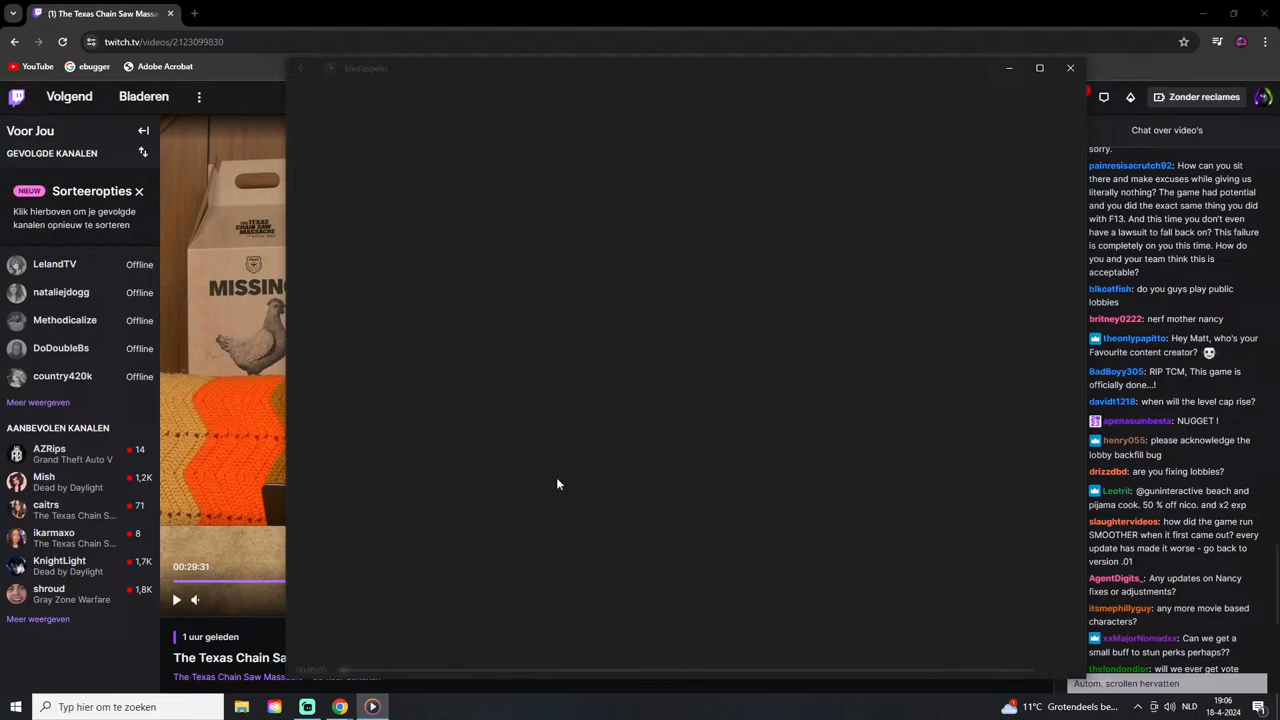 (1) The Texas Chain Saw Massa
twitch.tv/videos/2123099830
YouTube
ebugger
Adobe Acrobat
Volgend
Bladeren
Zonder reclames
Voor Jou
GEVOLGDE KANALEN
NIEUW
Sorteeropties
Klik hierboven om je gevolgde
kanalen opnieuw te sorteren
LelandTV Offline
nataliejdogg Offline
Methodicalize Offline
DoDoubleBs Offline
country420k Offline
Meer weergeven
AANBEVOLEN KANALEN
AZRips 14
Grand Theft Auto V
Mish 1,2K
Dead by Daylight
caitrs 71
The Texas Chain S...
ikarmaxo 8
The Texas Chain S...
KnightLight 1,7K
Dead by Daylight
shroud 1,8K
Gray Zone Warfare
Meer weergeven
THE TEXAS
CHAIN SAW
MASSACRE
MISSING
00:29:31
1 uur geleden
The Texas Chain Sa
The Texas Chain Saw Massacre
Mediaspeler
Chat over video's
sorry.
painresisacrutch92: How can you sit
there and make excuses while giving us
literally nothing? The game had potential
and you did the exact same thing you did
with F13. And this time you don't even
have a lawsuit to fall back on? This failure
is completely on you this time. How do
you and your team think this is
acceptable?
blkcatfish: do you guys play public
lobbies
britney0222: nerf mother nancy
theonlypapitto: Hey Matt, who's your
Favourite content creator?
BadBoyy305: RIP TCM, This game is
officially done...!
davidt1218: when will the level cap rise?
apenasumbesta: NUGGET !
henry055: please acknowledge the
lobby backfill bug
drizzdbd: are you fixing lobbies?
Leotril: @guninteractive beach and
pijama cook. 50 % off nico. and x2 exp
slaughtervideos: how did the game run
SMOOTHER when it first came out? every
update has made it worse - go back to
version .01
AgentDigits_: Any updates on Nancy
fixes or adjustments?
itsmephillyguy: any more movie based
characters?
xxMajorNomadxx: Can we get a
small buff to stun perks perhaps??
thelondondior: will we ever get vote
Autom. scrollen hervatten
Typ hier om te zoeken
11°C Grotendeels be...
NLD
19:06
18-4-2024